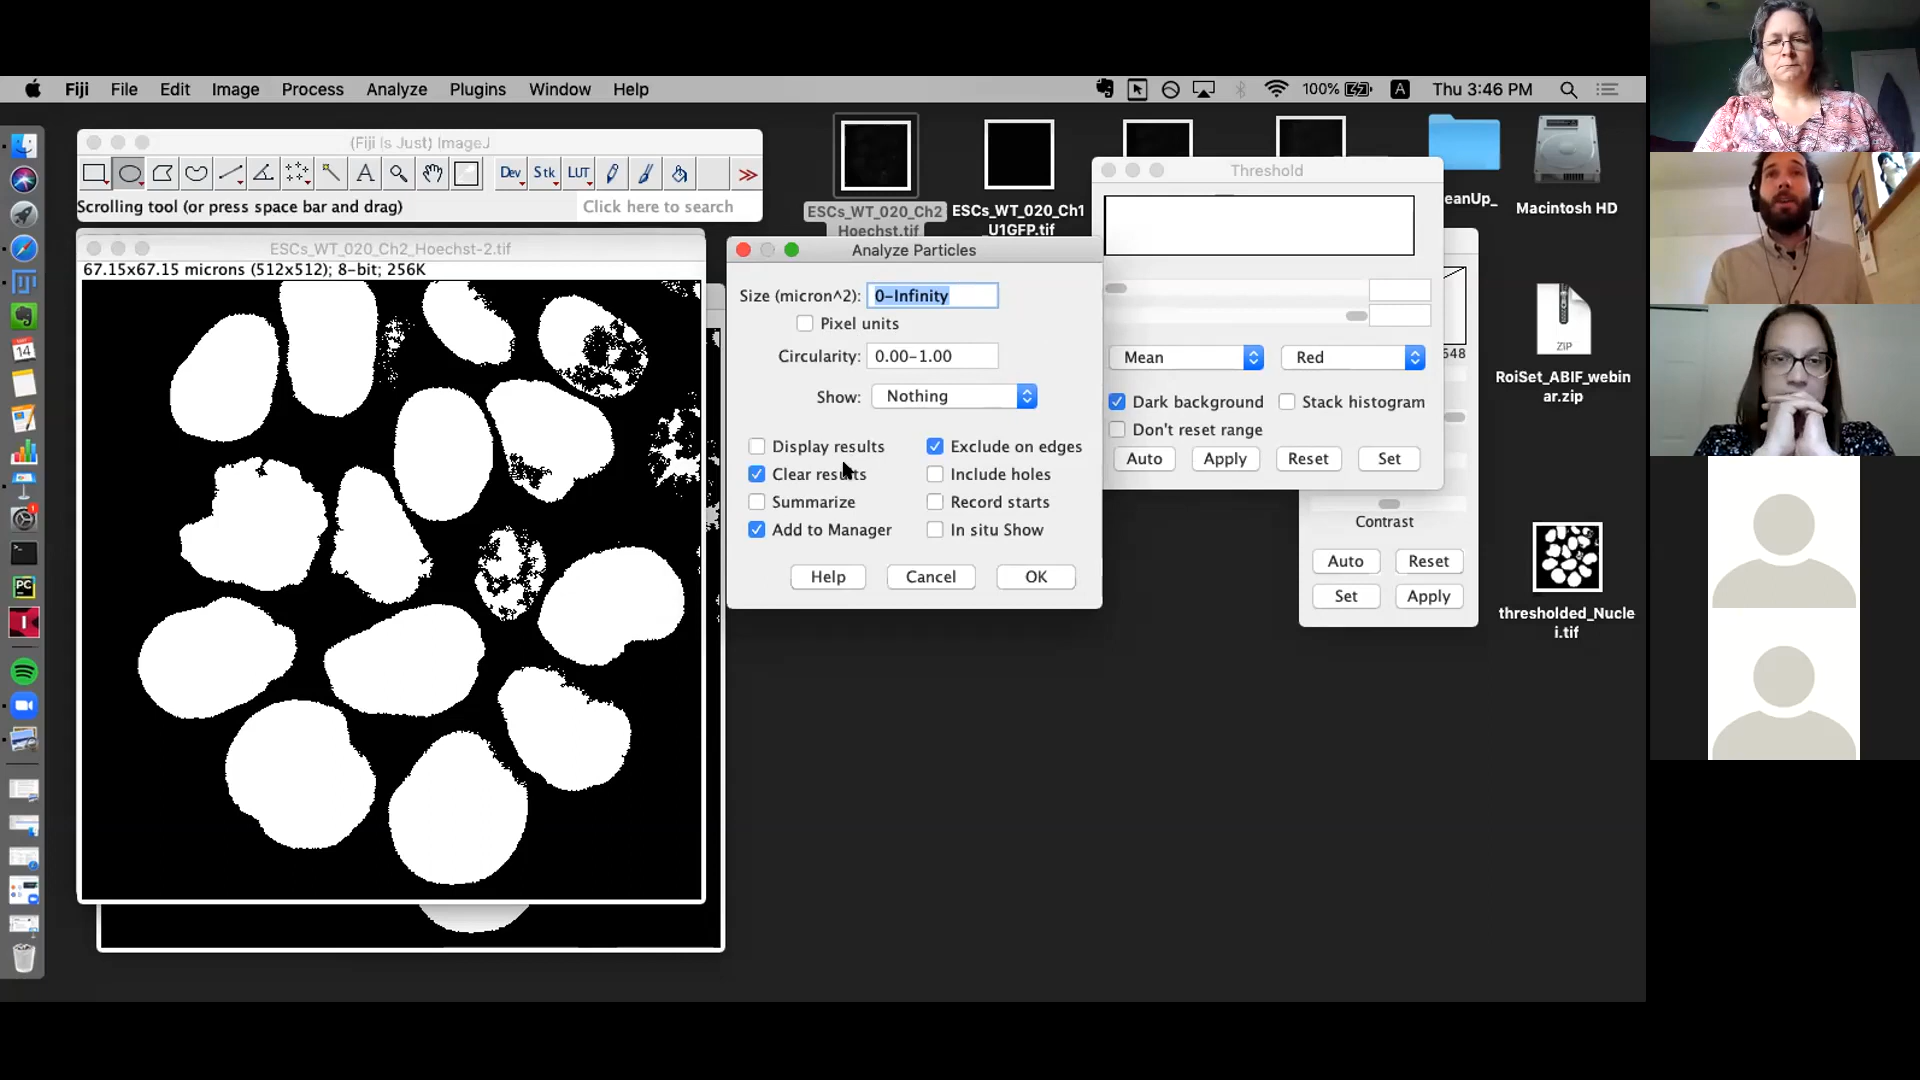 Fiji File Edit Image Process Analyze Plugins Window Help
100% A Thu 3:46 PM
(Fiji Is Just) ImageJ
A Dev Stk LUT >>
Scrolling tool (or press space bar and drag) Click here to search
ESCs_WT_020_Ch2_Hoechst-2.tif
67.15x67.15 microns (512x512); 8-bit; 256K
ESCs_WT_020_Ch2
Hoechst.tif
ESCs_WT_020_Ch1
_U1GFP.tif
eanUp_
Macintosh HD
ZIP
RoiSet_ABIF_webin
ar.zip
thresholded_Nucle
i.tif
Analyze Particles
Size (micron^2): 0-Infinity
Pixel units
Circularity: 0.00-1.00
Show: Nothing
Display results Exclude on edges
Clear results Include holes
Summarize Record starts
Add to Manager In situ Show
Help Cancel OK
Threshold
Mean Red
Dark background Stack histogram
Don't reset range
Auto Apply Reset Set
548
Contrast
Auto Reset
Set Apply
MAY
14
1
PC
I